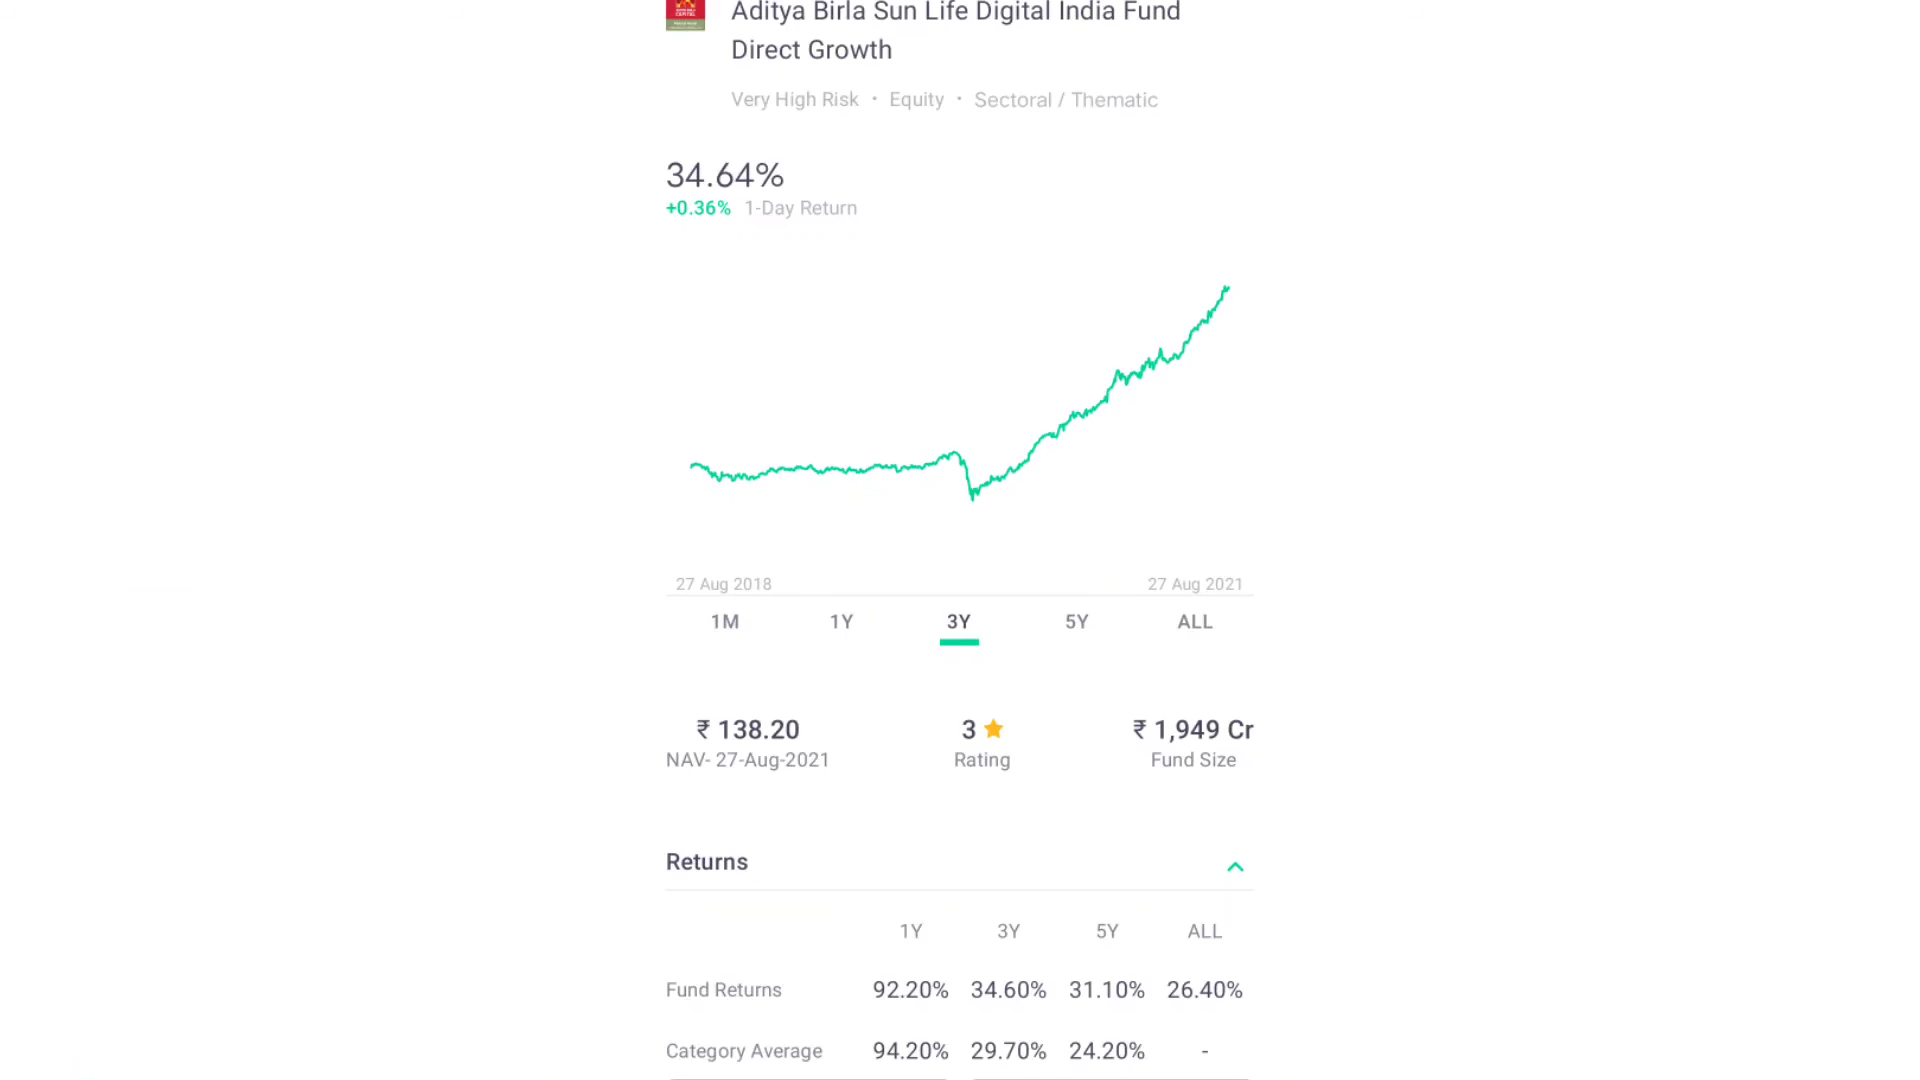 Aditya Birla Sun Life Digital India Fund
Direct Growth
Very High Risk • Equity • Sectoral / Thematic
34.64%
+0.36% 1-Day Return
27 Aug 2018 27 Aug 2021
1M 1Y 3Y 5Y ALL
₹ 138.20 3 ₹ 1,949 Cr
NAV- 27-Aug-2021 Rating Fund Size
Returns
1Y 3Y 5Y ALL
Fund Returns 92.20% 34.60% 31.10% 26.40%
Category Average 94.20% 29.70% 24.20% -